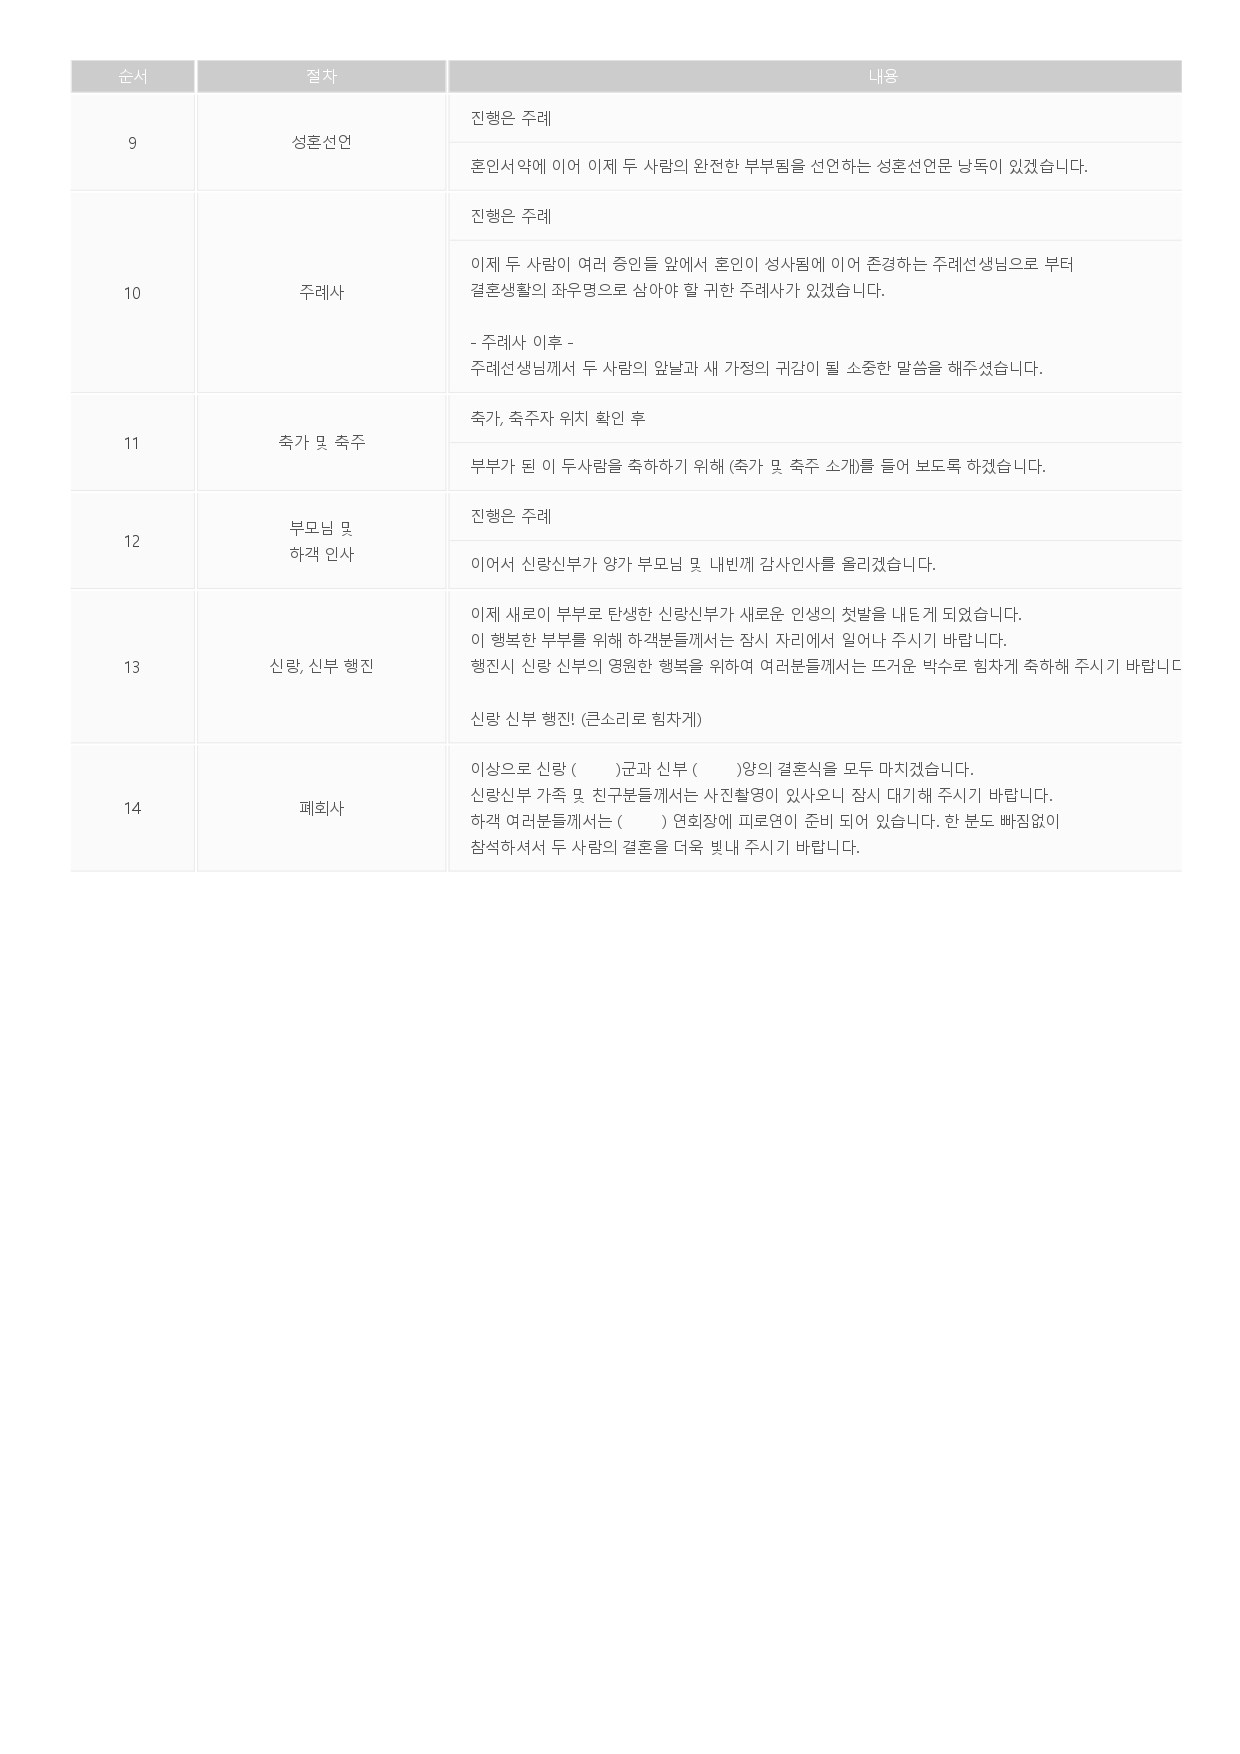 순서 절차 내용
9 성혼선언
진행은 주례
혼인서약에 이어 이제 두 사람의 완전한 부부됨을 선언하는 성혼선언문 낭독이 있겠습니다.
10 주례사
진행은 주례
이제 두 사람이 여러 증인들 앞에서 혼인이 성사됨에 이어 존경하는 주례선생님으로 부터
결혼생활의 좌우명으로 삼아야 할 귀한 주례사가 있겠습니다.
- 주례사 이후 -
주례선생님께서 두 사람의 앞날과 새 가정의 귀감이 될 소중한 말씀을 해주셨습니다.
11 축가 및 축주
축가, 축주자 위치 확인 후
부부가 된 이 두사람을 축하하기 위해 (축가 및 축주 소개)를 들어 보도록 하겠습니다.
12 부모님 및
하객 인사
진행은 주례
이어서 신랑신부가 양가 부모님 및 내빈께 감사인사를 올리겠습니다.
13 신랑, 신부 행진
이제 새로이 부부로 탄생한 신랑신부가 새로운 인생의 첫발을 내딛게 되었습니다.
이 행복한 부부를 위해 하객분들께서는 잠시 자리에서 일어나 주시기 바랍니다.
행진시 신랑 신부의 영원한 행복을 위하여 여러분들께서는 뜨거운 박수로 힘차게 축하해 주시기 바랍니다
신랑 신부 행진! (큰소리로 힘차게)
14 폐회사
이상으로 신랑 (      )군과 신부 (      )양의 결혼식을 모두 마치겠습니다.
신랑신부 가족 및 친구분들께서는 사진촬영이 있사오니 잠시 대기해 주시기 바랍니다.
하객 여러분들께서는 (      ) 연회장에 피로연이 준비 되어 있습니다. 한 분도 빠짐없이
참석하셔서 두 사람의 결혼을 더욱 빛내 주시기 바랍니다.